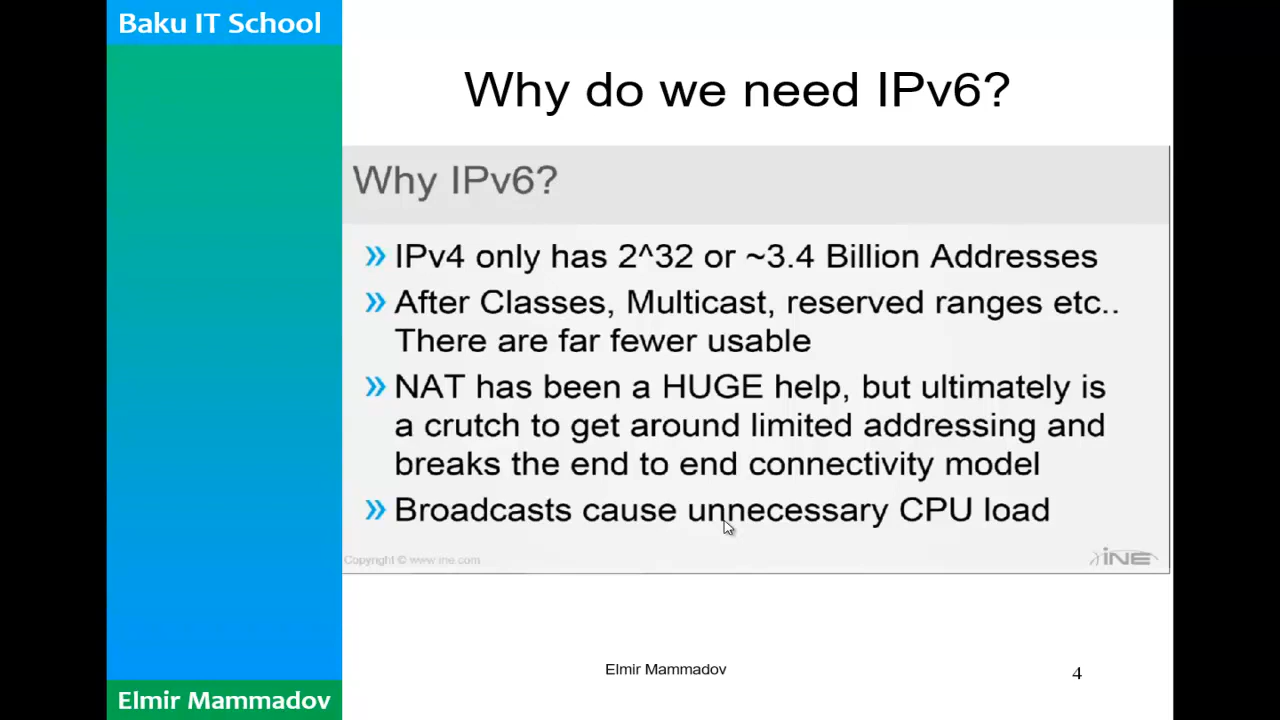 Baku IT School
Why do we need IPv6?
Why IPv6?
» IPv4 only has 2^32 or ~3.4 Billion Addresses
» After Classes, Multicast, reserved ranges etc..
There are far fewer usable
» NAT has been a HUGE help, but ultimately is
a crutch to get around limited addressing and
breaks the end to end connectivity model
» Broadcasts cause unnecessary CPU load
Copyright © www.ine.com
iNE
Elmir Mammadov
4
Elmir Mammadov